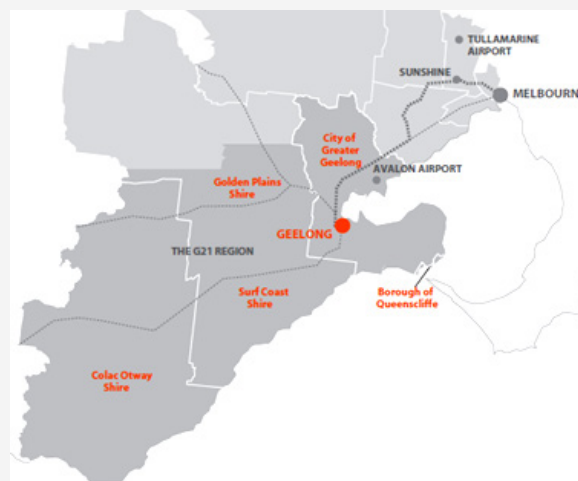 TULLAMARINE
AIRPORT
SUNSHINE
MELBOURN
City of
Greater
Geelong
AVALON AIRPORT
Golden Plains
Shire
GEELONG
THE G21 REGION
Surf Coast
Shire
Borough of
Queenscliffe
Colac Otway
Shire